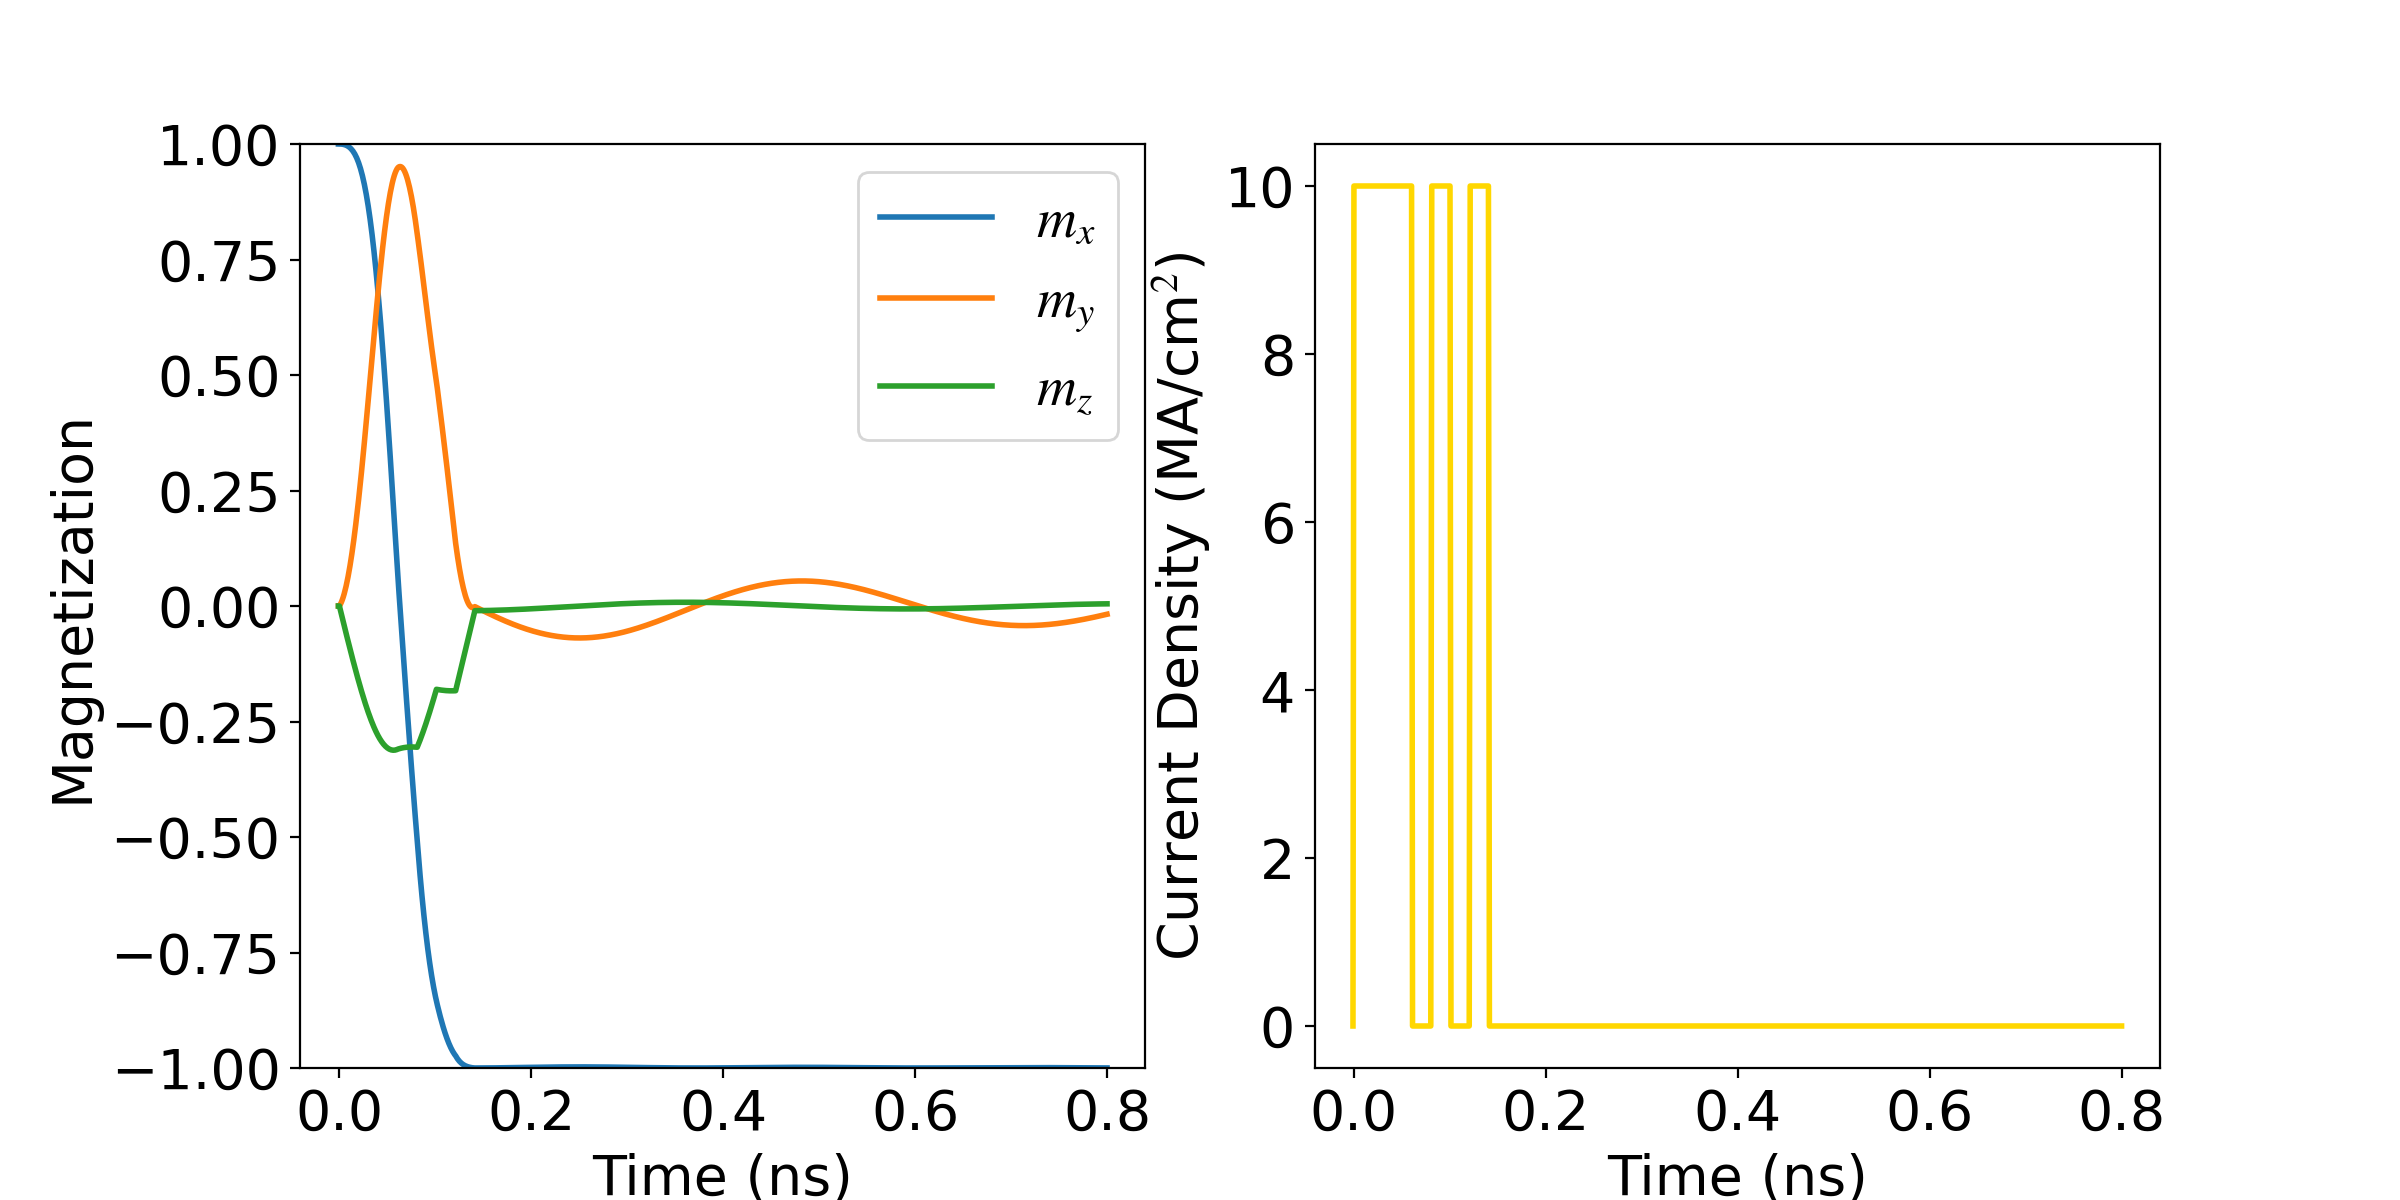 Magnetization
1.00
0.75
0.50
0.25
0.00
−0.25
−0.50
−0.75
−1.00
0.0 0.2 0.4 0.6 0.8
Time (ns)
m_x
m_y
m_z
Current Density (MA/cm²)
10
8
6
4
2
0
0.0 0.2 0.4 0.6 0.8
Time (ns)